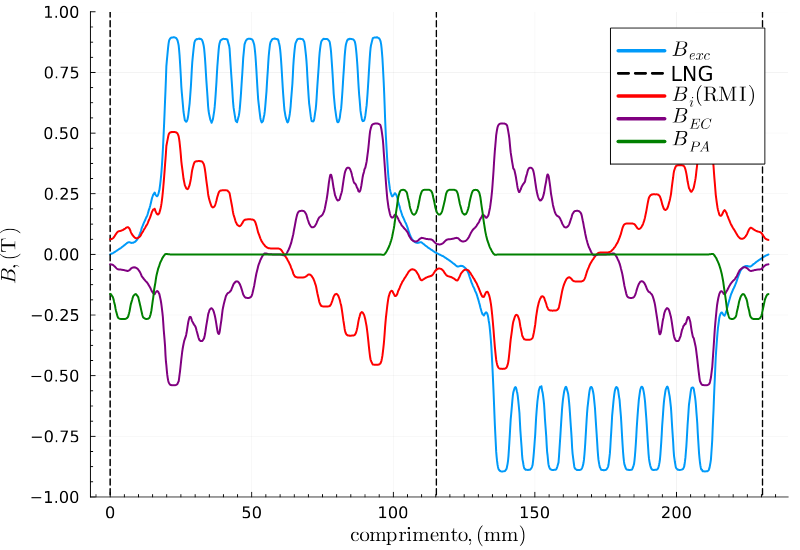 1.00
0.75
0.50
0.25
0.00
−0.25
−0.50
−0.75
−1.00
B, (T )
0 50 100 150 200
comprimento, (mm)
B_exc
LNG
B_i(RMI)
B_EC
B_PA